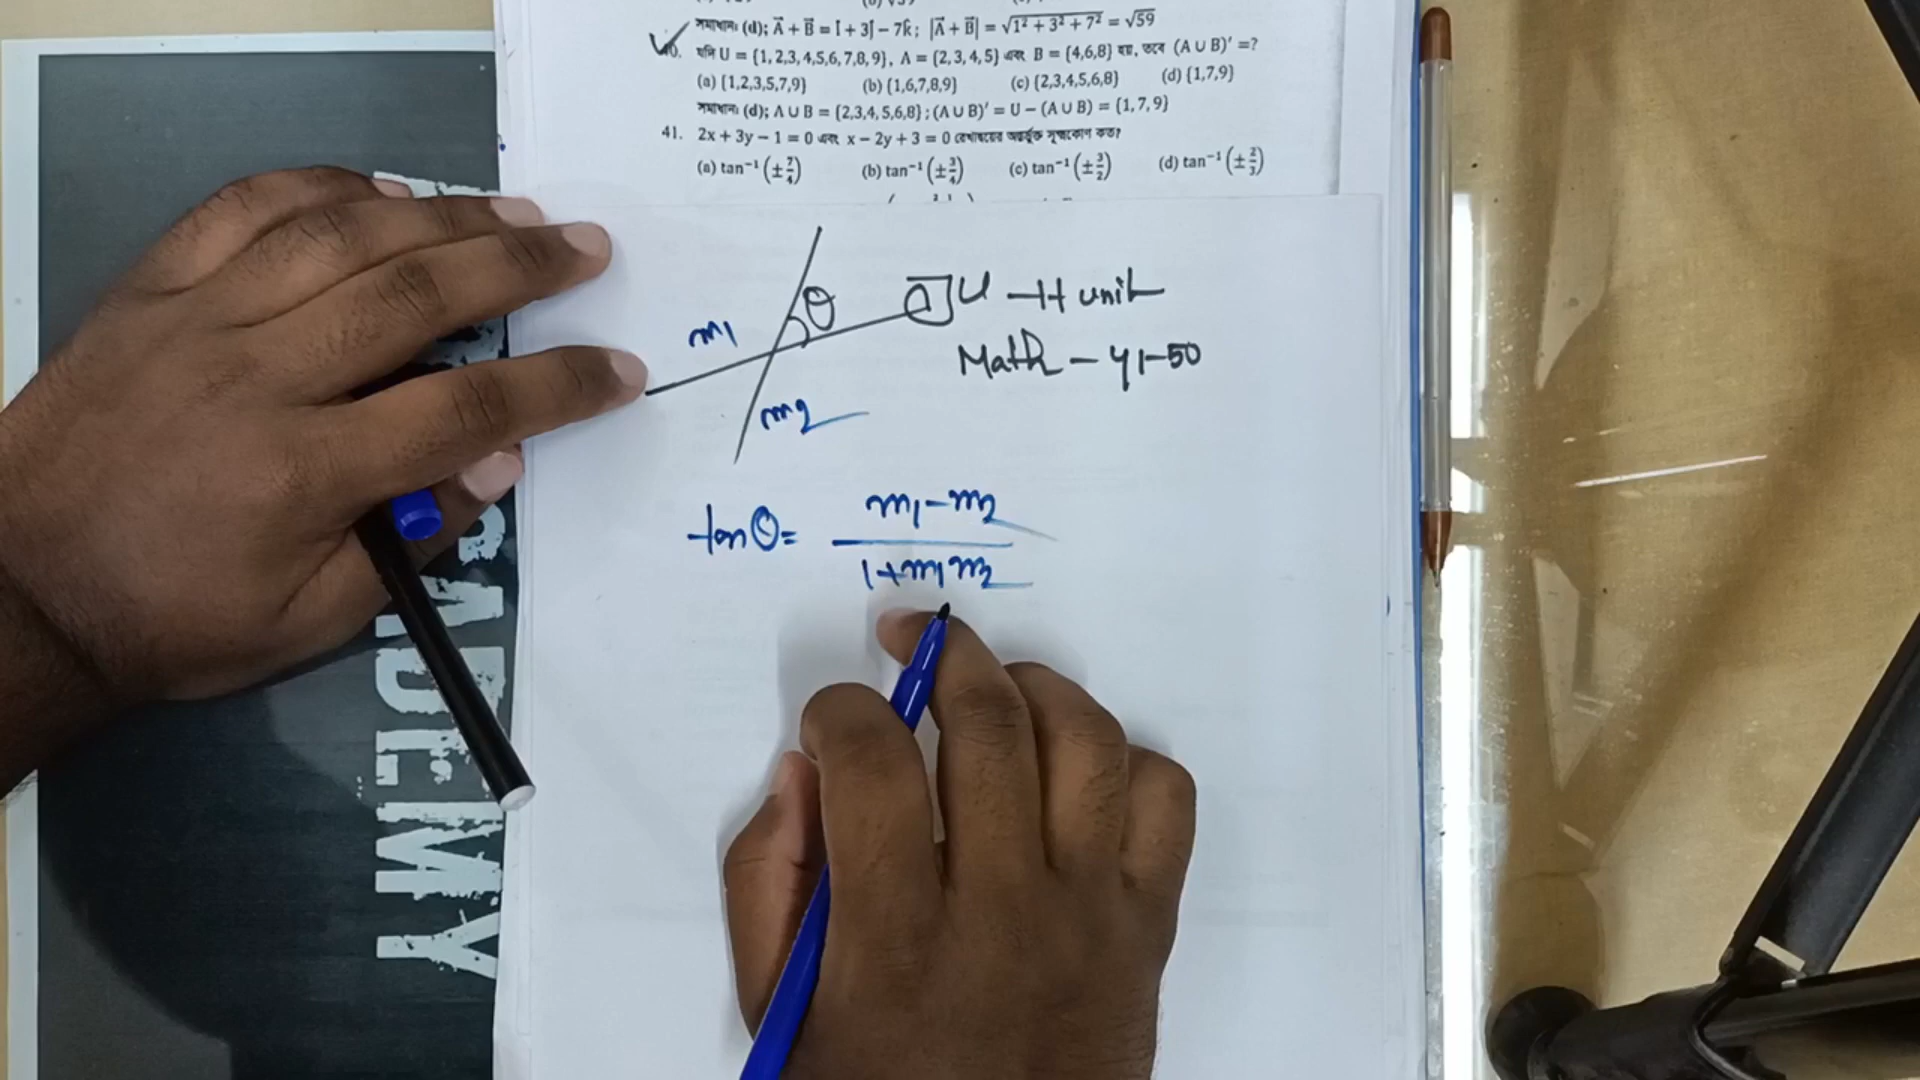 সমাধান: (d); A⃗ + B⃗ = î + 3ĵ − 7k̂ ; |A⃗ + B⃗| = √(1² + 3² + 7²) = √59
40. যদি U = {1, 2,3, 4,5,6, 7,8, 9}, A = {2, 3, 4, 5} এবং B = {4,6,8} হয়, তবে (A ∪ B)′ =?
(a) {1,2,3,5,7,9} (b) {1,6,7,8,9} (c) {2,3,4,5,6,8} (d) {1,7,9}
সমাধান: (d); A ∪ B = {2,3,4, 5,6,8} ; (A ∪ B)′ = U − (A ∪ B) = {1, 7, 9}
41. 2x + 3y − 1 = 0 এবং x − 2y + 3 = 0 রেখাদ্বয়ের অন্তর্ভুক্ত সূক্ষ্মকোণ কত?
(a) tan⁻¹ (±7/4) (b) tan⁻¹ (±3/4) (c) tan⁻¹ (±3/2) (d) tan⁻¹ (±2/3)
θ U - H unit
m1
Math - 41-50
m2
tanθ = (m1 - m2)/(1 + m1 m2)
ACADEMY